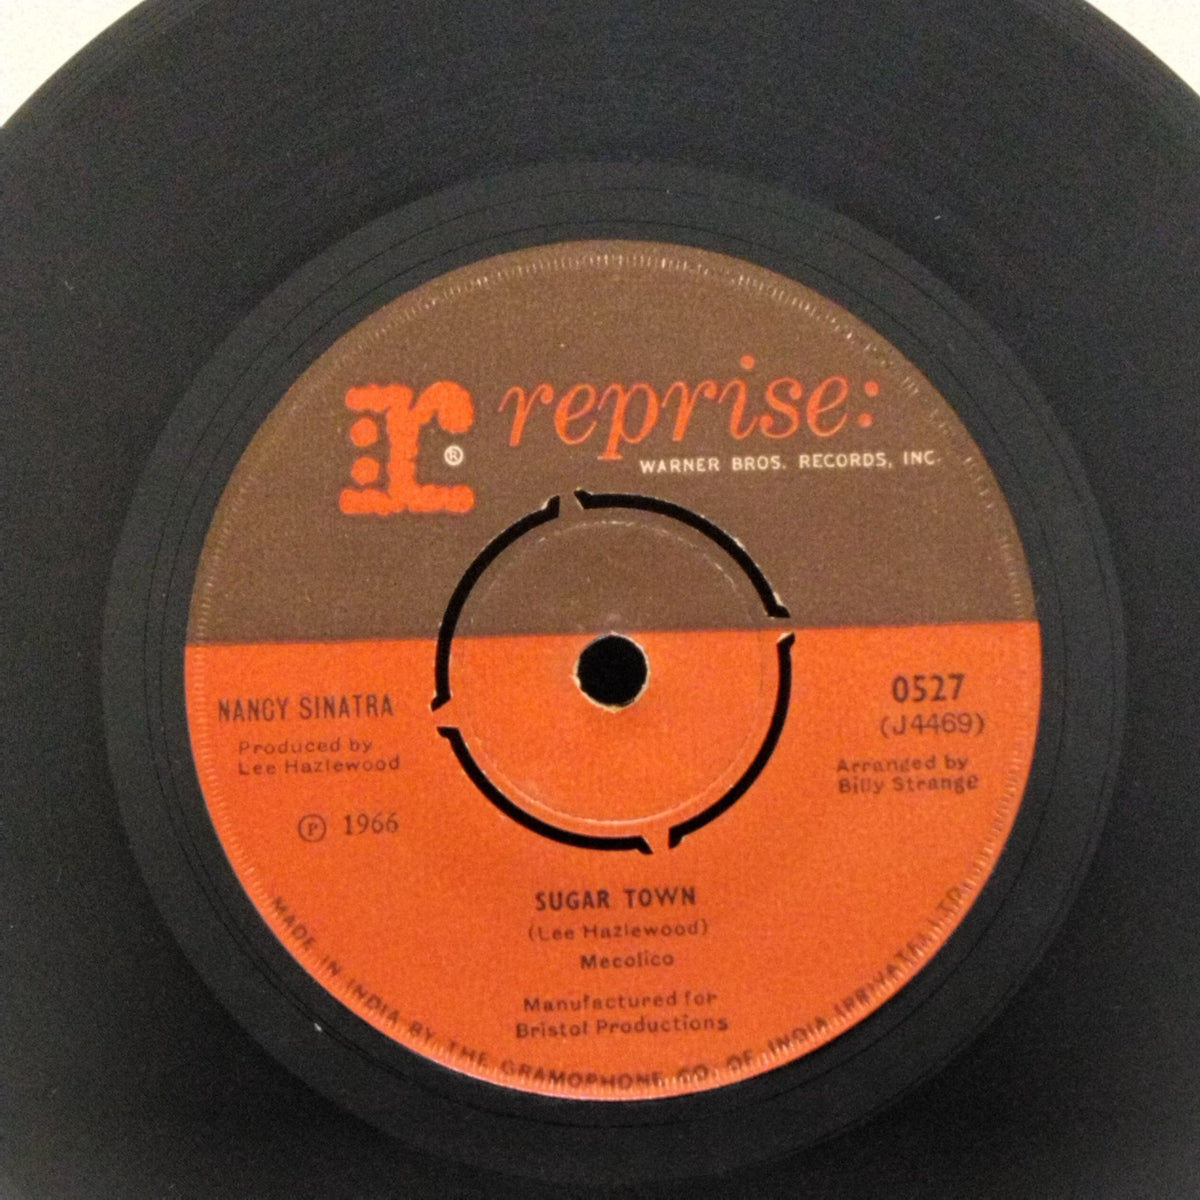 r®
reprise:
WARNER BROS. RECORDS, INC.
NANCY SINATRA
Produced by
Lee Hazlewood
℗ 1966
0527
(J4469)
Arranged by
Billy Strange
SUGAR TOWN
(Lee Hazlewood)
Mecolico
Manufactured for
Bristol Productions
MADE IN INDIA BY THE GRAMOPHONE CO. OF INDIA (PRIVATE) LTD